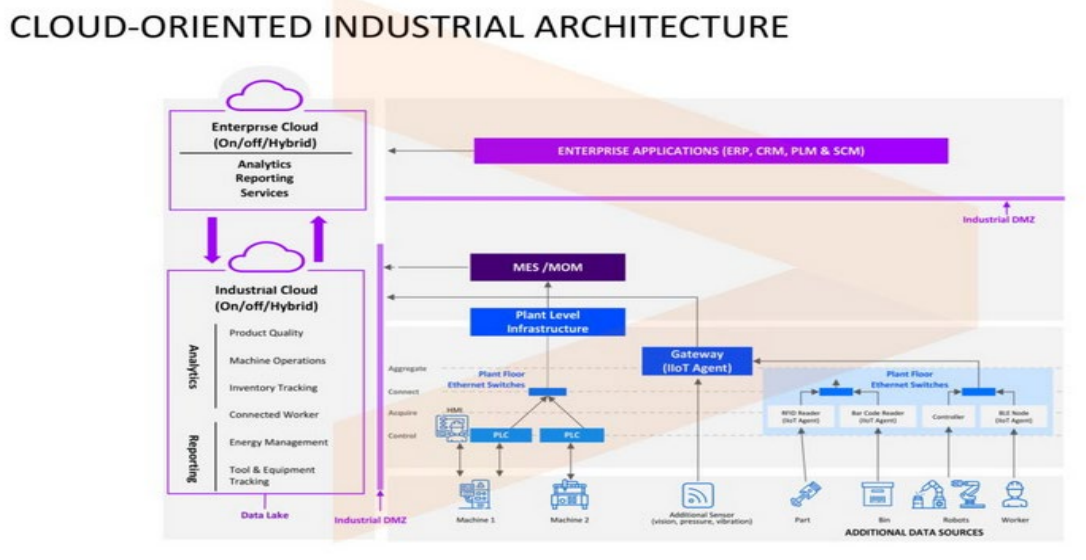 CLOUD-ORIENTED INDUSTRIAL ARCHITECTURE
Enterprise Cloud
(On/off/Hybrid)
Analytics
Reporting
Services
ENTERPRISE APPLICATIONS (ERP, CRM, PLM & SCM)
Industrial DMZ
Industrial Cloud
(On/off/Hybrid)
Analytics
Product Quality
Machine Operations
Inventory Tracking
Connected Worker
Reporting
Energy Management
Tool & Equipment
Tracking
Data Lake
Industrial DMZ
MES /MOM
Plant Level
Infrastructure
Gateway
(IIoT Agent)
Aggregate
Connect
Acquire
Control
Plant Floor
Ethernet Switches
HMI
PLC
PLC
Plant Floor
Ethernet Switches
RFID Reader
(IIoT Agent)
Bar Code Reader
(IIoT Agent)
Controller
BLE Node
(IIoT Agent)
Machine 1
Machine 2
Additional Sensor
(vision, pressure, vibration)
Part
Bin
Robots
Worker
ADDITIONAL DATA SOURCES